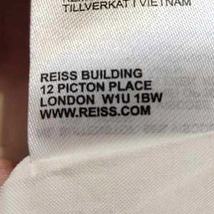 TILLVERKAT I VIETNAM
REISS BUILDING
12 PICTON PLACE
LONDON W1U 1BW
WWW.REISS.COM